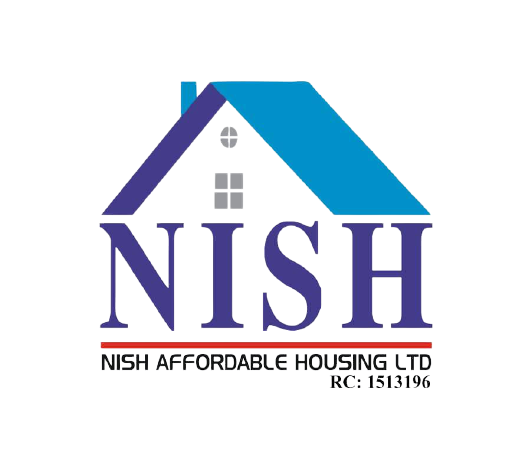 NISH
NISH AFFORDABLE HOUSING LTD
RC: 1513196